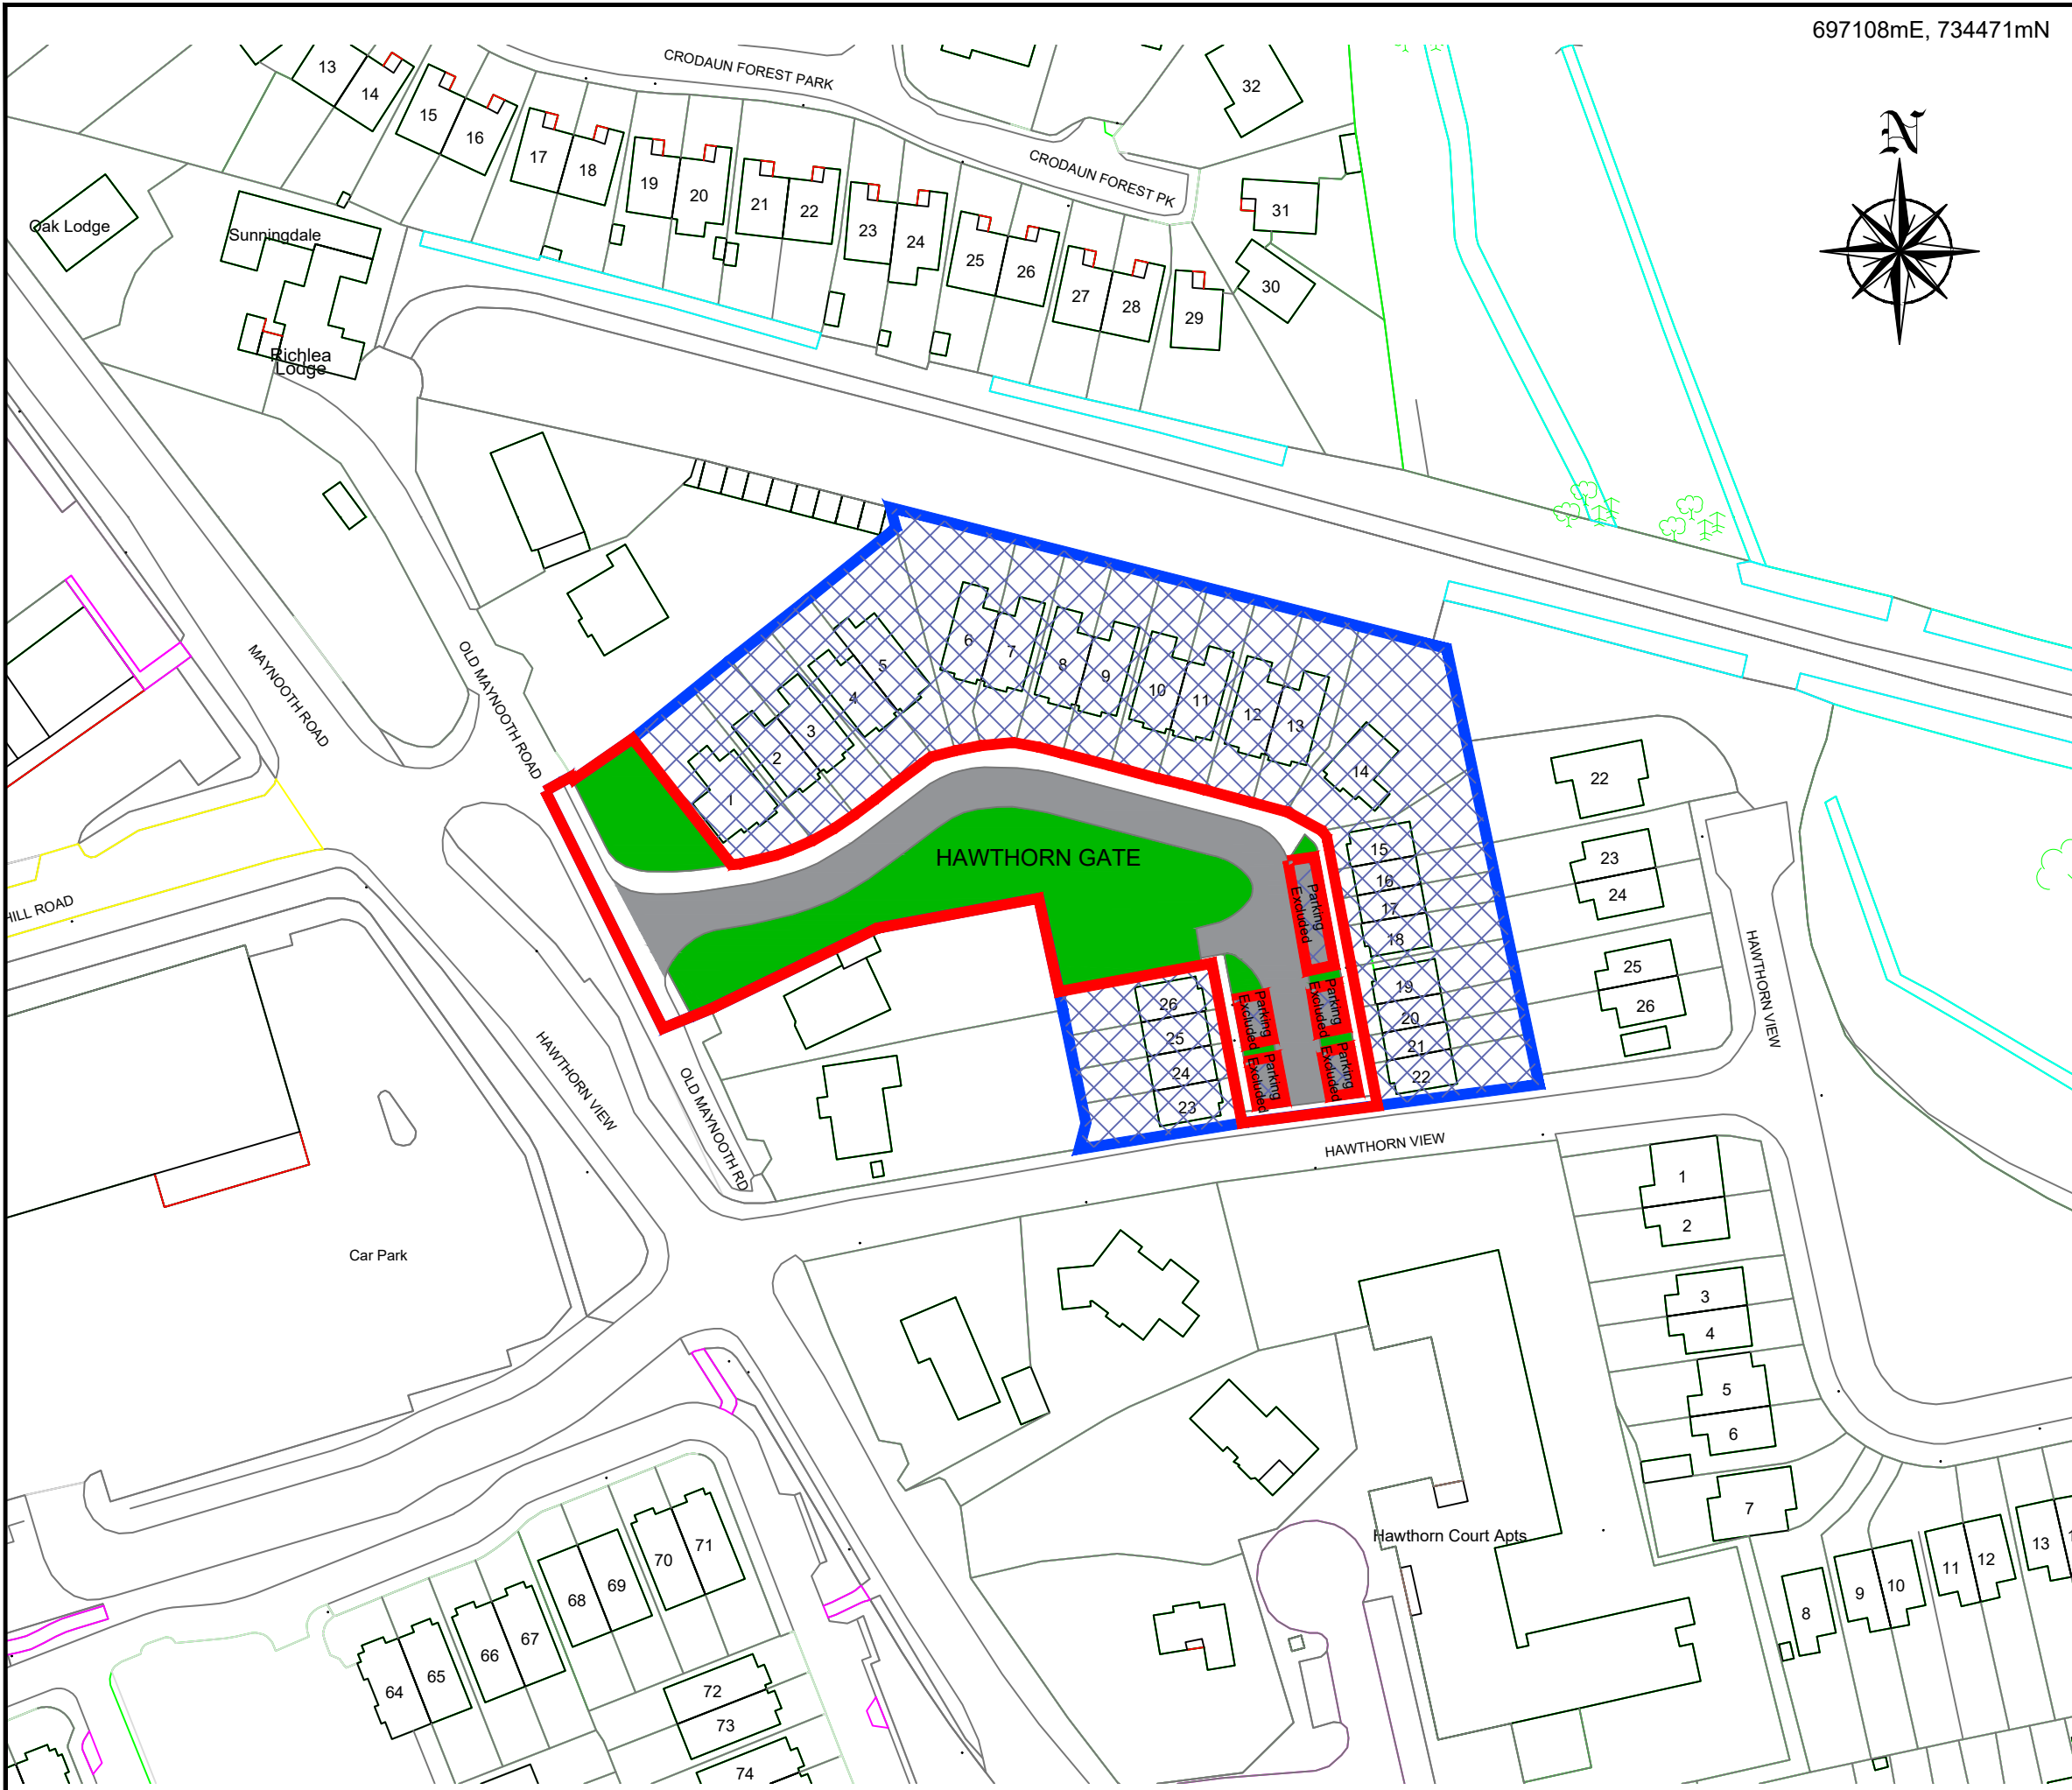 697108mE, 734471mN
N
CRODAUN FOREST PARK
13
14
15
16
17
18
19
20
21
22
23
24
25
26
27
28
29
30
31
32
CRODAUN FOREST PK
Oak Lodge
Sunningdale
Richlea
Lodge
MAYNOOTH ROAD
OLD MAYNOOTH ROAD
HILL ROAD
1
2
3
4
5
6
7
8
9
10
11
12
13
14
15
16
17
18
19
20
21
22
HAWTHORN GATE
Parking
Excluded
Parking
Excluded
Parking
Excluded
Parking
Excluded
Parking
Excluded
26
25
24
23
22
23
24
25
26
HAWTHORN VIEW
HAWTHORN VIEW
OLD MAYNOOTH RD
HAWTHORN VIEW
Car Park
1
2
3
4
5
6
7
8
9
10
11
12
13
Hawthorn Court Apts
64
65
66
67
68
69
70
71
72
73
74